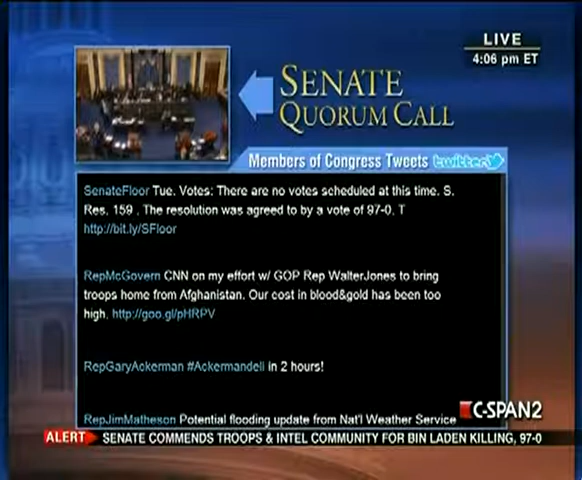 LIVE
4:06 pm ET
SENATE
QUORUM CALL
Members of Congress Tweets twitter
SenateFloor Tue. Votes: There are no votes scheduled at this time. S.
Res. 159 . The resolution was agreed to by a vote of 97-0. T
http://bit.ly/SFloor
RepMcGovern CNN on my effort w/ GOP Rep WalterJones to bring
troops home from Afghanistan. Our cost in blood&gold has been too
high. http://goo.gl/pHRPV
RepGaryAckerman #Ackermandeli in 2 hours!
RepJimMatheson Potential flooding update from Nat'l Weather Service
C-SPAN2
ALERT SENATE COMMENDS TROOPS & INTEL COMMUNITY FOR BIN LADEN KILLING, 97-0